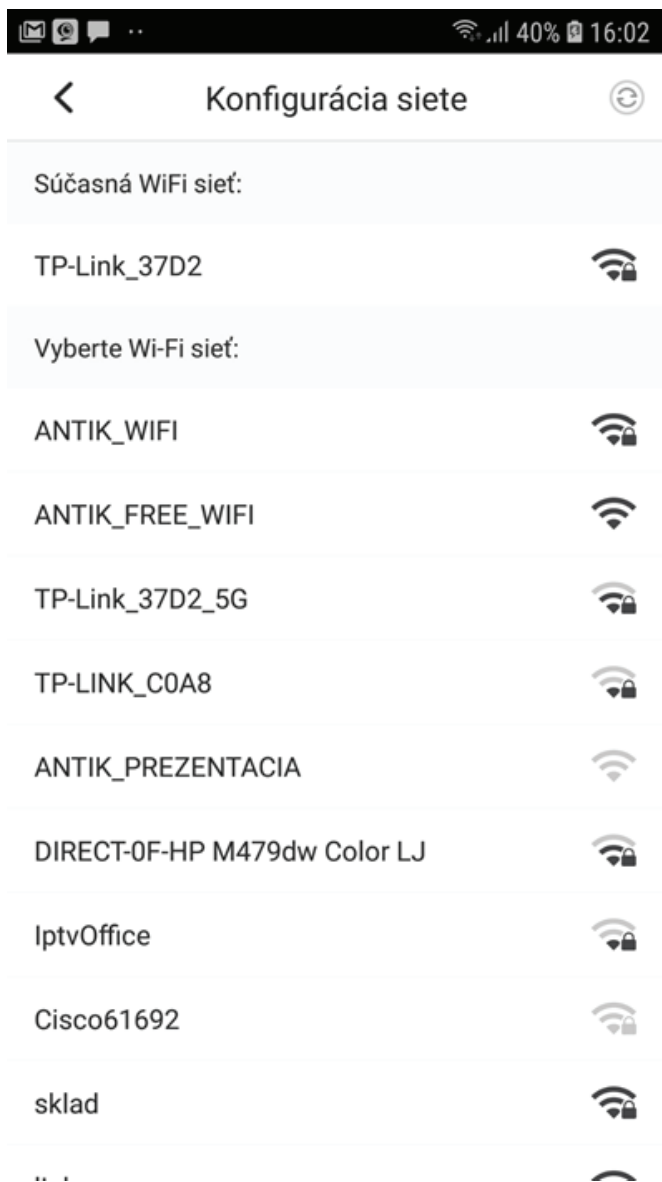 40% 16:02
Konfigurácia siete
Súčasná WiFi sieť:
TP-Link_37D2
Vyberte Wi-Fi sieť:
ANTIK_WIFI
ANTIK_FREE_WIFI
TP-Link_37D2_5G
TP-LINK_C0A8
ANTIK_PREZENTACIA
DIRECT-0F-HP M479dw Color LJ
IptvOffice
Cisco61692
sklad